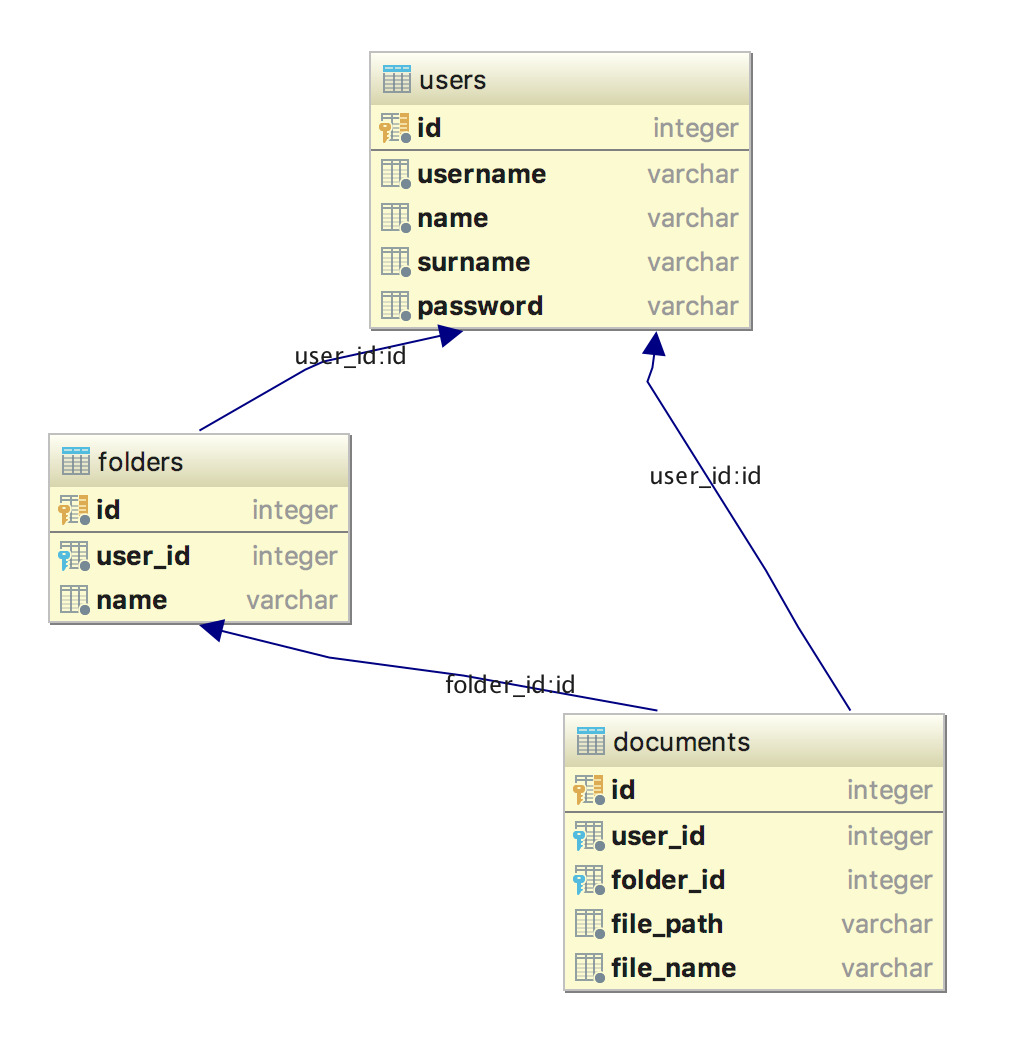 users
id integer
username varchar
name varchar
surname varchar
password varchar
user_id:id
folders
id integer
user_id integer
name varchar
user_id:id
folder_id:id
documents
id integer
user_id integer
folder_id integer
file_path varchar
file_name varchar